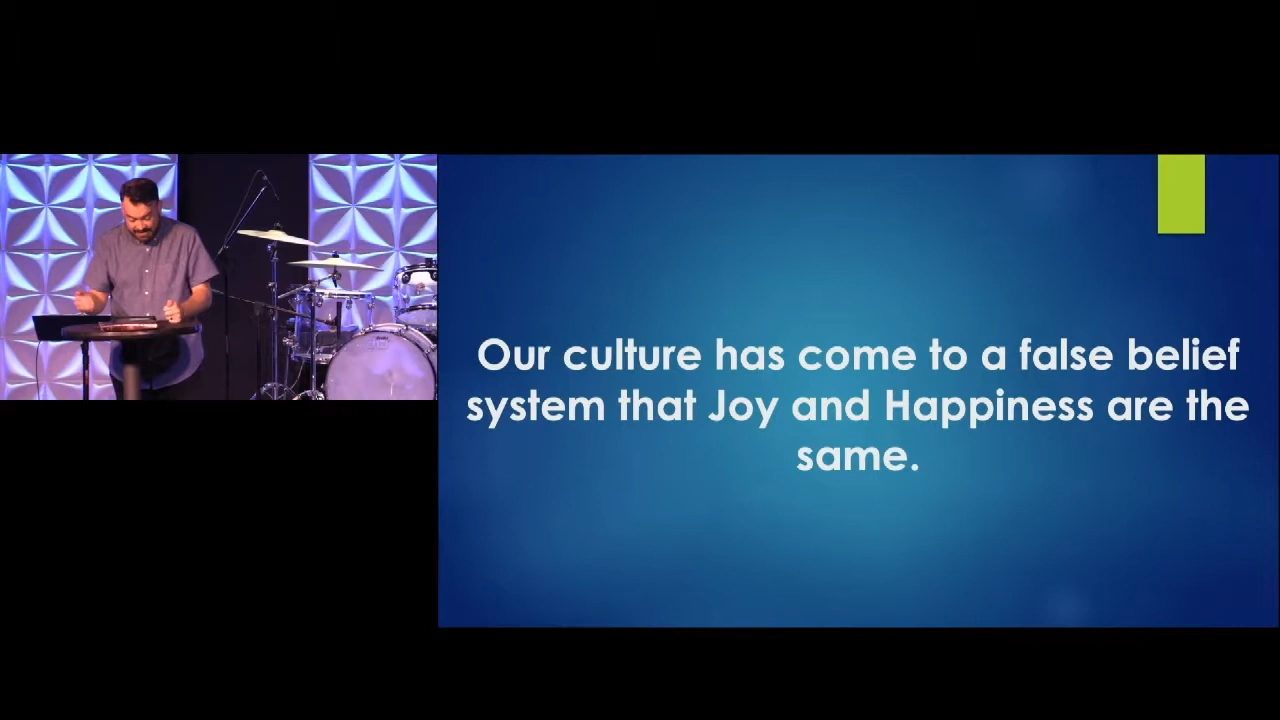 Our culture has come to a false belief
system that Joy and Happiness are the
same.